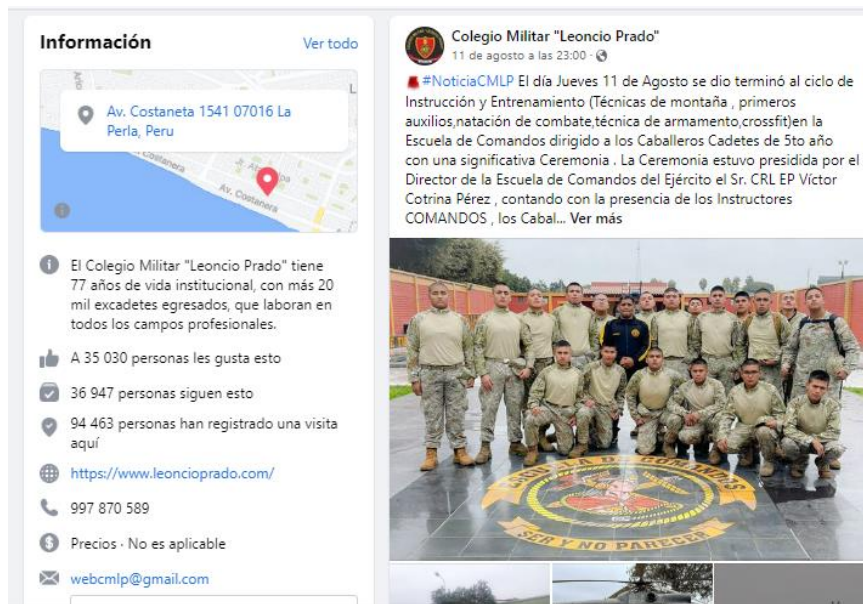 Información
Ver todo
Av. Costaneta 1541 07016 La
Perla, Peru
Av. Costanera
El Colegio Militar "Leoncio Prado" tiene
77 años de vida institucional, con más 20
mil excadetes egresados, que laboran en
todos los campos profesionales.
A 35 030 personas les gusta esto
36 947 personas siguen esto
94 463 personas han registrado una visita
aquí
https://www.leoncioprado.com/
997 870 589
Precios · No es aplicable
webcmlp@gmail.com
Colegio Militar "Leoncio Prado"
11 de agosto a las 23:00 ·
#NoticiaCMLP El día Jueves 11 de Agosto se dio terminó al ciclo de
Instrucción y Entrenamiento (Técnicas de montaña , primeros
auxilios,natación de combate,técnica de armamento,crossfit)en la
Escuela de Comandos dirigido a los Caballeros Cadetes de 5to año
con una significativa Ceremonia . La Ceremonia estuvo presidida por el
Director de la Escuela de Comandos del Ejército el Sr. CRL EP Víctor
Cotrina Pérez , contando con la presencia de los Instructores
COMANDOS , los Cabal... Ver más
ESCUELA DE COMANDOS
SER Y NO PARECER